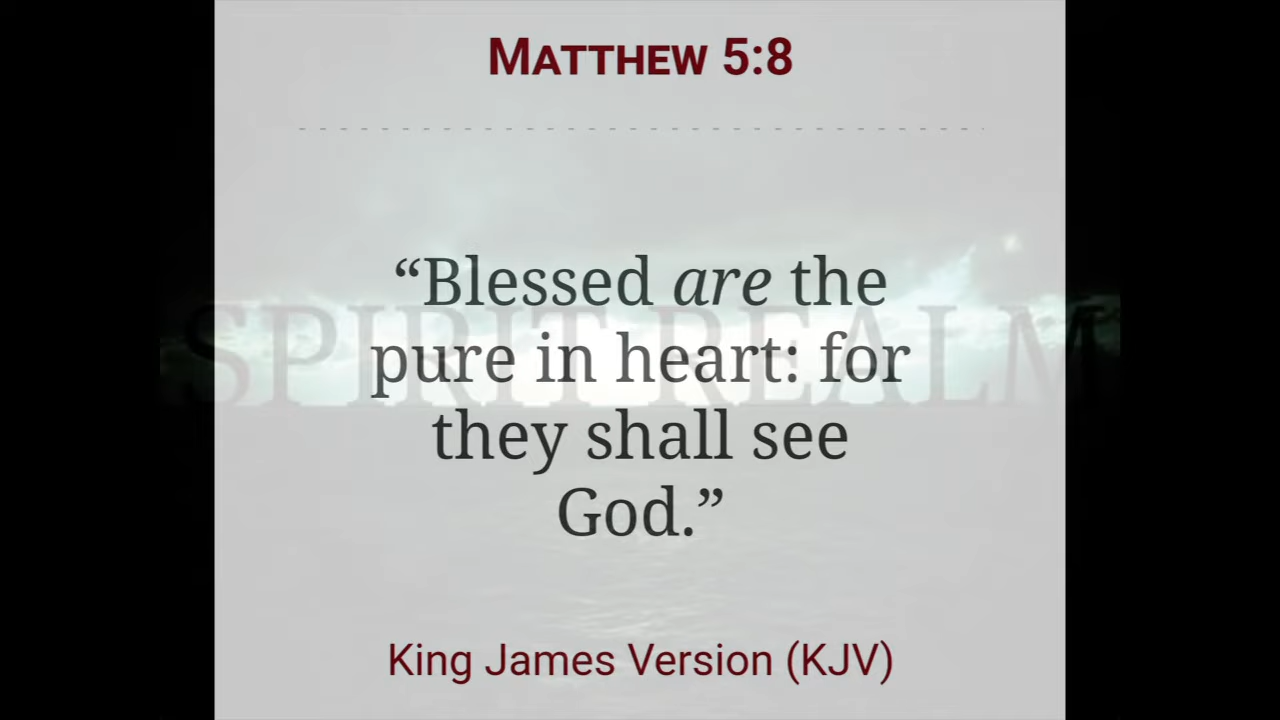 MATTHEW 5:8
“Blessed are the
pure in heart: for
they shall see
God.”
SPIRIT REALM
King James Version (KJV)